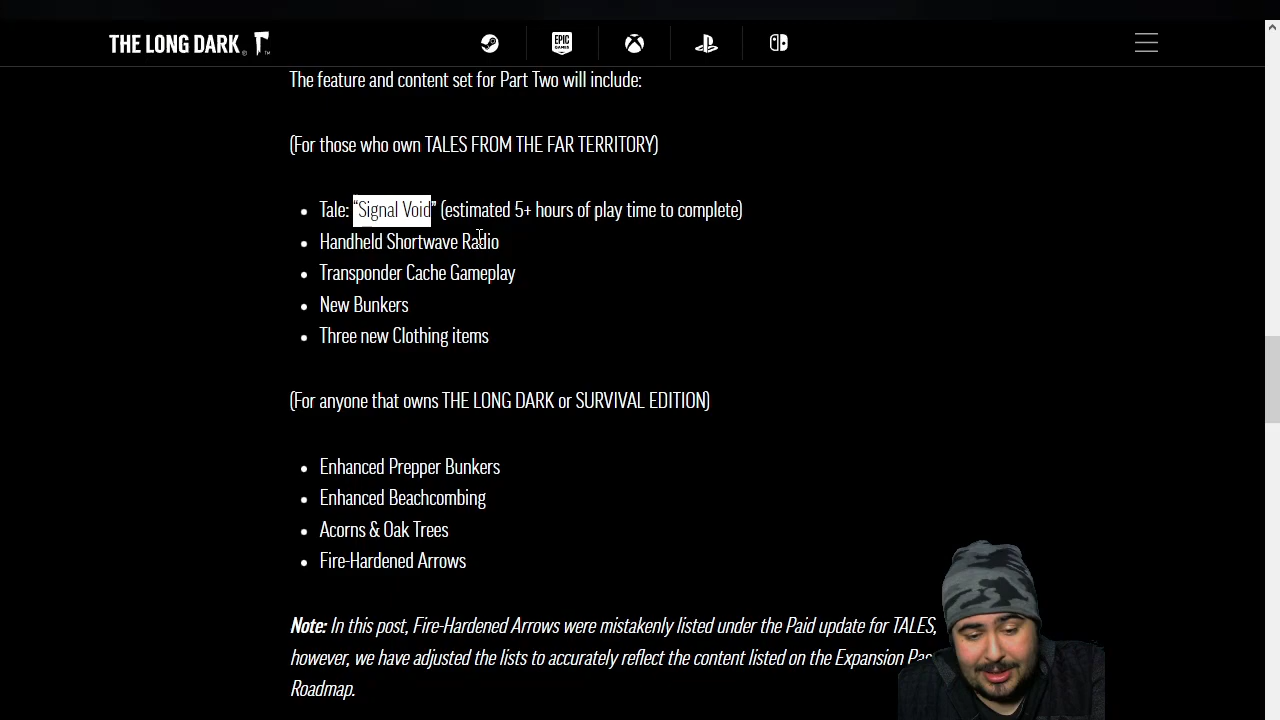 THE LONG DARK
EPIC GAMES
The feature and content set for Part Two will include:
(For those who own TALES FROM THE FAR TERRITORY)
• Tale: “Signal Void” (estimated 5+ hours of play time to complete)
• Handheld Shortwave Radio
• Transponder Cache Gameplay
• New Bunkers
• Three new Clothing items
(For anyone that owns THE LONG DARK or SURVIVAL EDITION)
• Enhanced Prepper Bunkers
• Enhanced Beachcombing
• Acorns & Oak Trees
• Fire-Hardened Arrows
Note: In this post, Fire-Hardened Arrows were mistakenly listed under the Paid update for TALES,
however, we have adjusted the lists to accurately reflect the content listed on the Expansion
Roadmap.